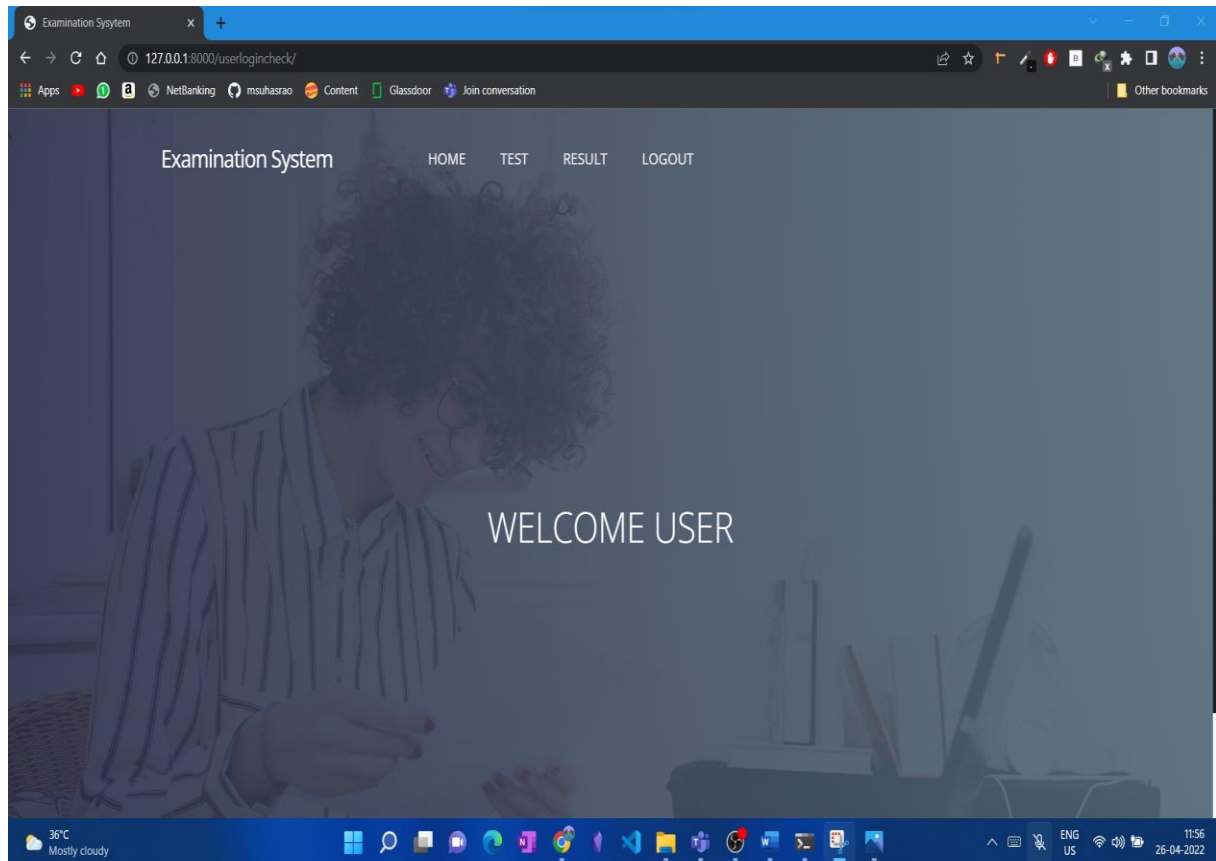 Examination Sysytem
127.0.0.1:8000/userlogincheck/
Apps NetBanking msuhasrao Content Glassdoor Join conversation Other bookmarks
Examination System HOME TEST RESULT LOGOUT
WELCOME USER
36°C
Mostly cloudy
ENG
US
11:56
26-04-2022